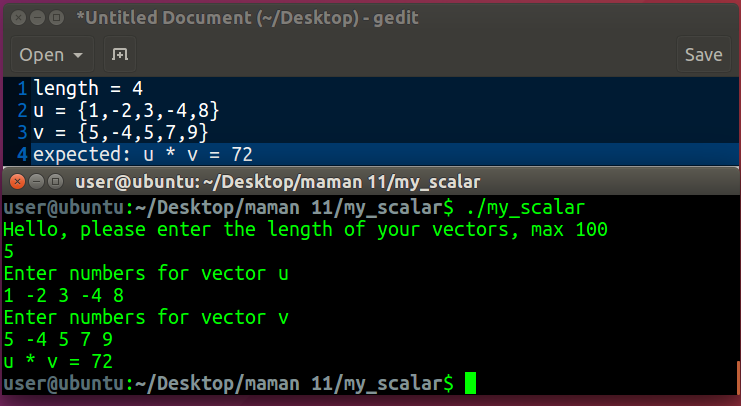 *Untitled Document (~/Desktop) - gedit
Open Save
1 length = 4
2 u = {1,-2,3,-4,8}
3 v = {5,-4,5,7,9}
4 expected: u * v = 72
user@ubuntu: ~/Desktop/maman 11/my_scalar
user@ubuntu:~/Desktop/maman 11/my_scalar$ ./my_scalar
Hello, please enter the length of your vectors, max 100
5
Enter numbers for vector u
1 -2 3 -4 8
Enter numbers for vector v
5 -4 5 7 9
u * v = 72
user@ubuntu:~/Desktop/maman 11/my_scalar$